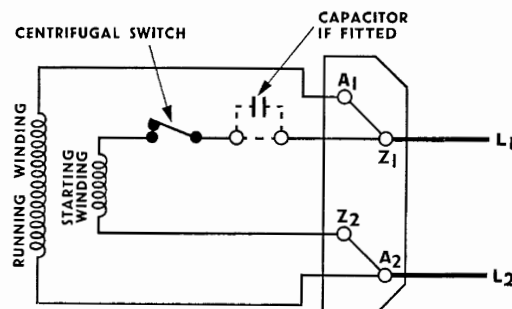 CENTRIFUGAL SWITCH
CAPACITOR
IF FITTED
RUNNING WINDING
STARTING
WINDING
A1
Z1
L1
Z2
A2
L2